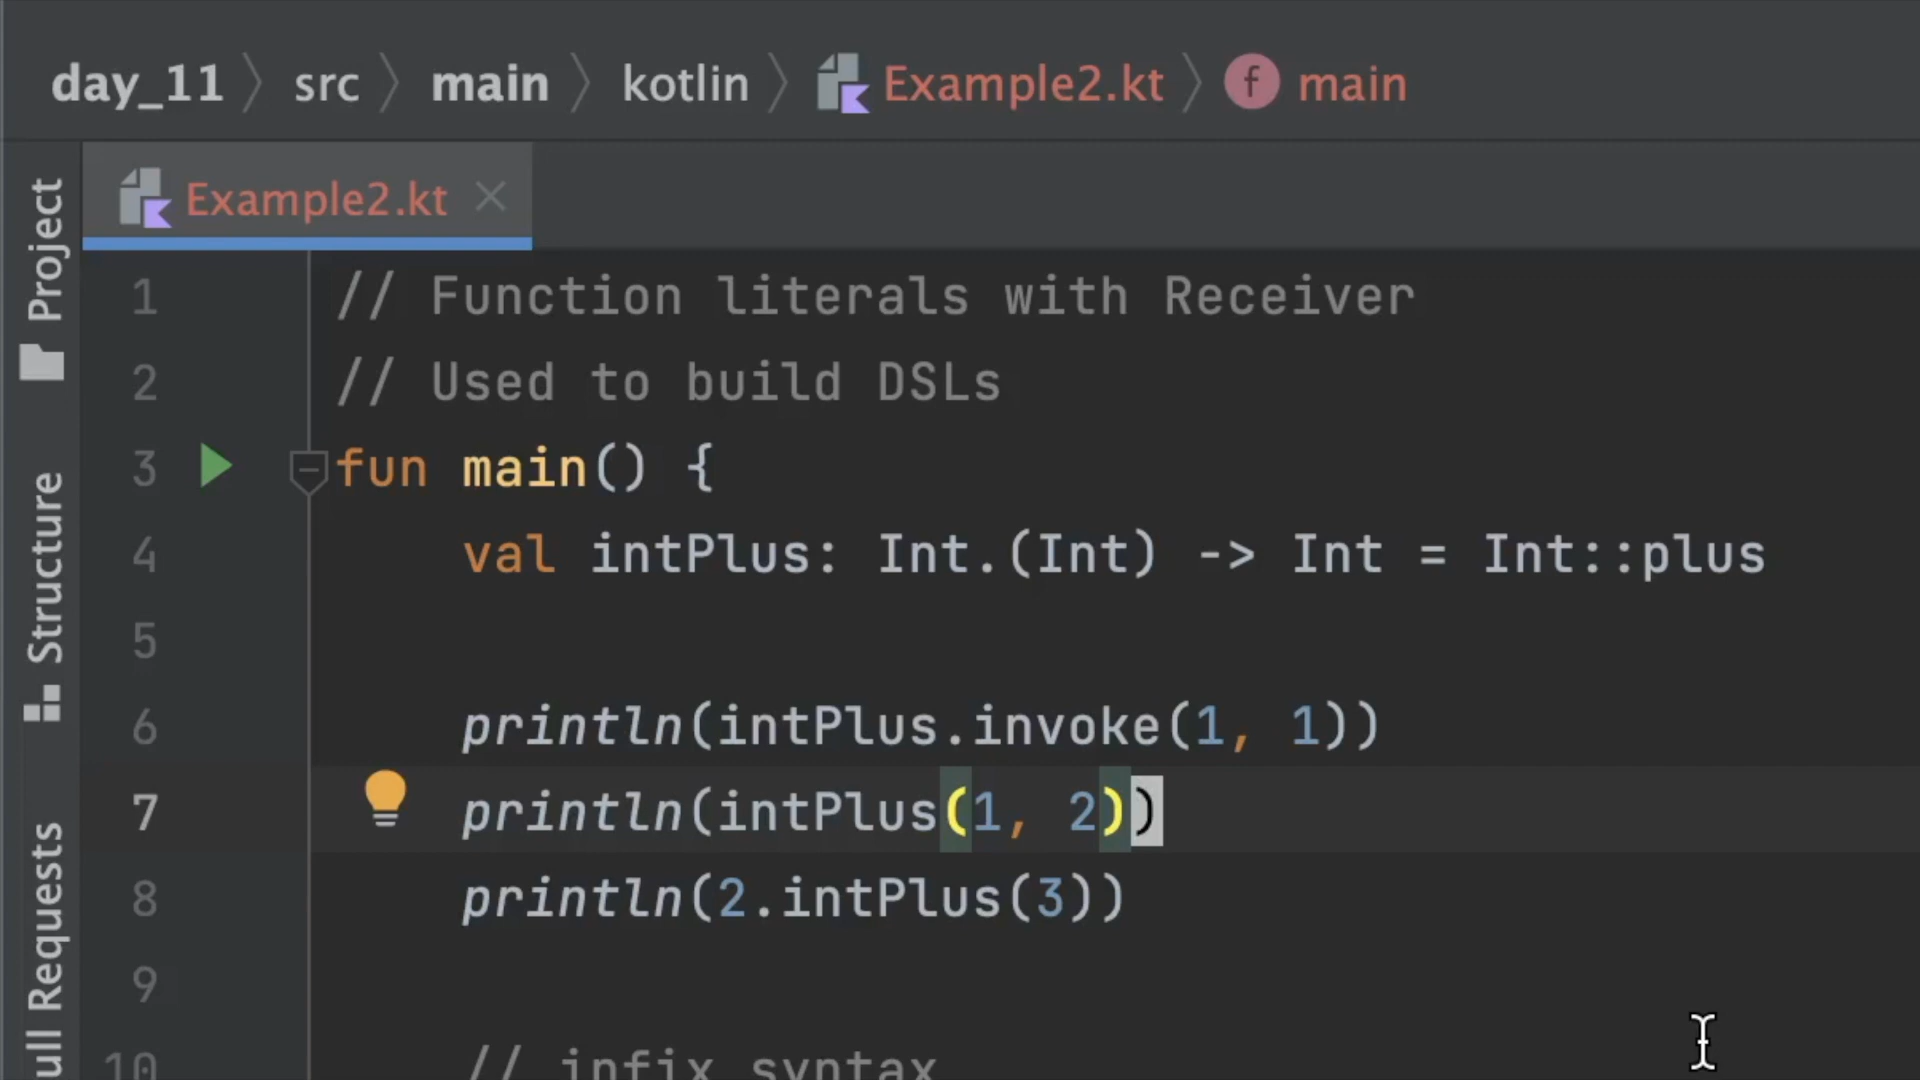 day_11 〉 src 〉 main 〉 kotlin 〉 Example2.kt 〉 f main
Project
Structure
ull Requests
Example2.kt ×
1 // Function literals with Receiver
2 // Used to build DSLs
3 fun main() {
4 val intPlus: Int.(Int) -> Int = Int::plus
5
6 println(intPlus.invoke(1, 1))
7 println(intPlus(1, 2))
8 println(2.intPlus(3))
9
10 // infix syntax